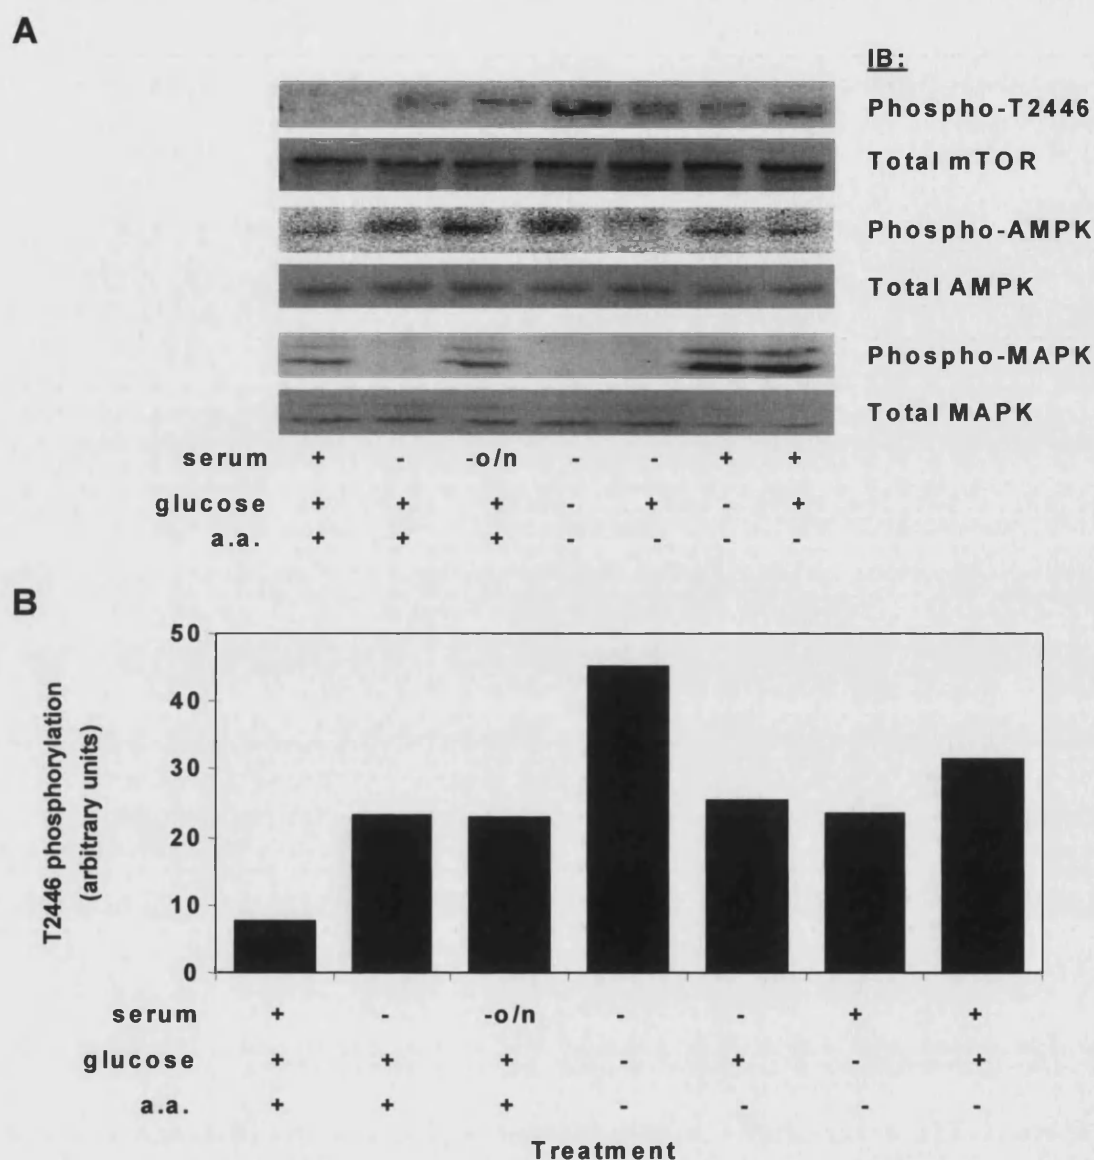 A
IB:
Phospho-T2446
Total mTOR
Phospho-AMPK
Total AMPK
Phospho-MAPK
Total MAPK
serum + - -o/n - - + +
glucose + + + - + - +
a.a. + + + - - - -
B
50
40
30
20
10
0
T2446 phosphorylation
(arbitrary units)
serum + - -o/n - - + +
glucose + + + - + - +
a.a. + + + - - - -
Treatment